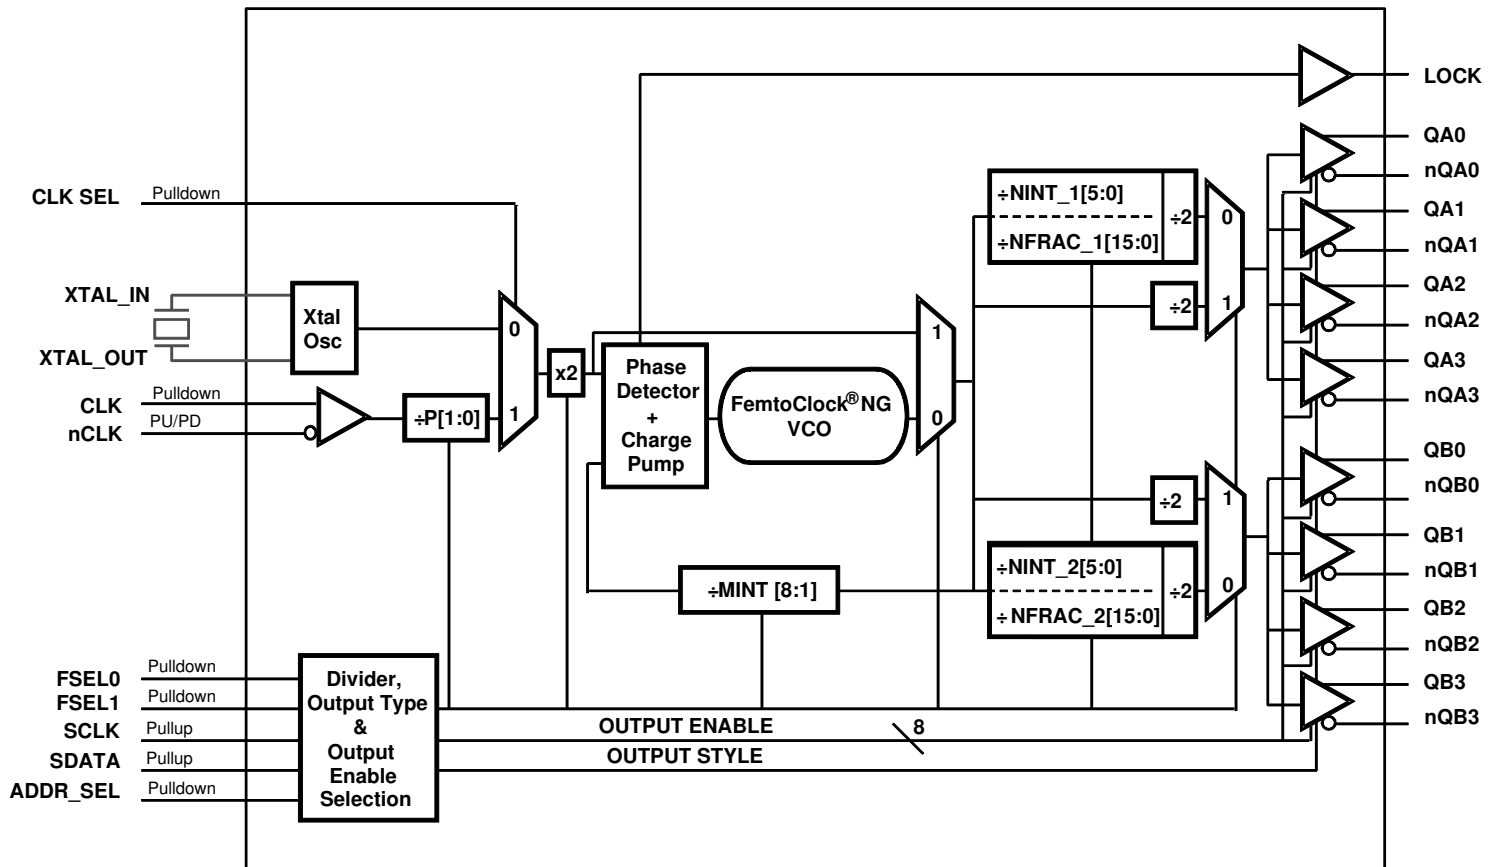 LOCK
QA0
nQA0
QA1
nQA1
QA2
nQA2
QA3
nQA3
QB0
nQB0
QB1
nQB1
QB2
nQB2
QB3
nQB3
CLK SEL
Pulldown
XTAL_IN
XTAL_OUT
Xtal
Osc
CLK
Pulldown
nCLK
PU/PD
÷P[1:0]
0
1
x2
Phase
Detector
+
Charge
Pump
FemtoClock®NG
VCO
1
0
÷NINT_1[5:0]
÷NFRAC_1[15:0]
÷2
÷2
0
1
÷2
1
0
÷NINT_2[5:0]
÷NFRAC_2[15:0]
÷2
÷MINT [8:1]
FSEL0
Pulldown
FSEL1
Pulldown
SCLK
Pullup
SDATA
Pullup
ADDR_SEL
Pulldown
Divider,
Output Type
&
Output
Enable
Selection
OUTPUT ENABLE
8
OUTPUT STYLE